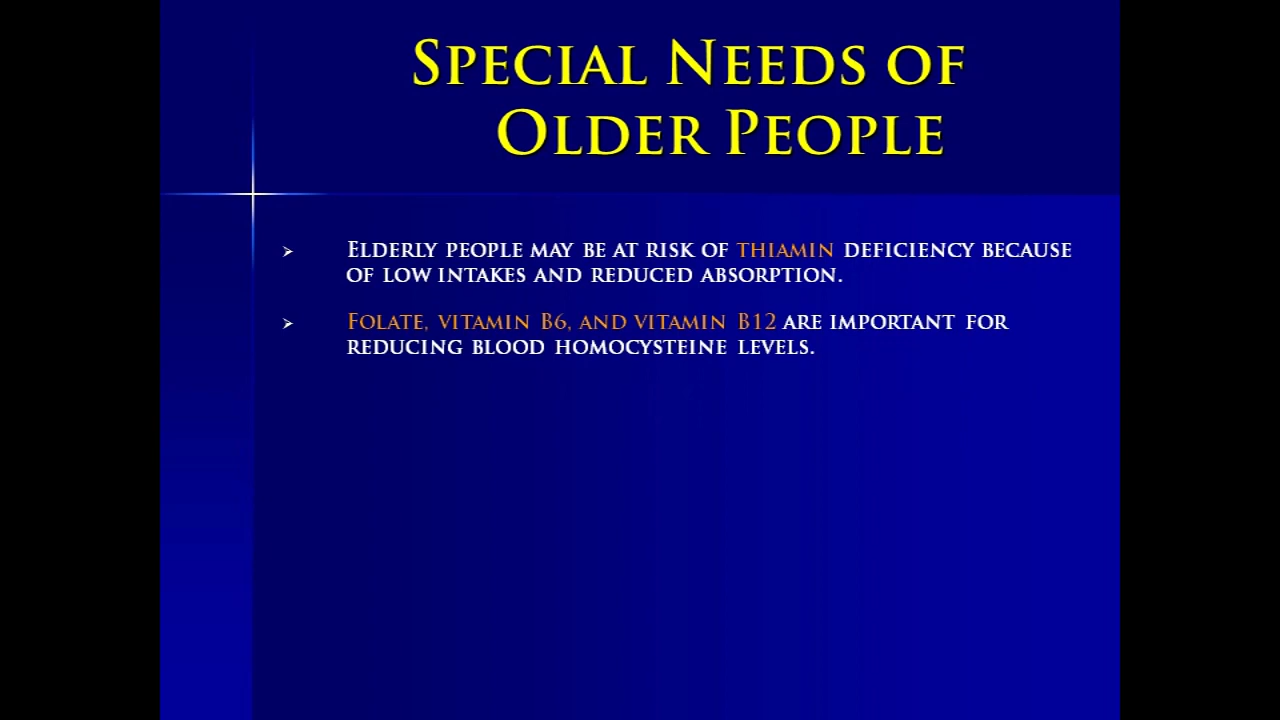 Special Needs of
Older People
Elderly people may be at risk of thiamin deficiency because
of low intakes and reduced absorption.
Folate, vitamin B6, and vitamin B12 are important for
reducing blood homocysteine levels.